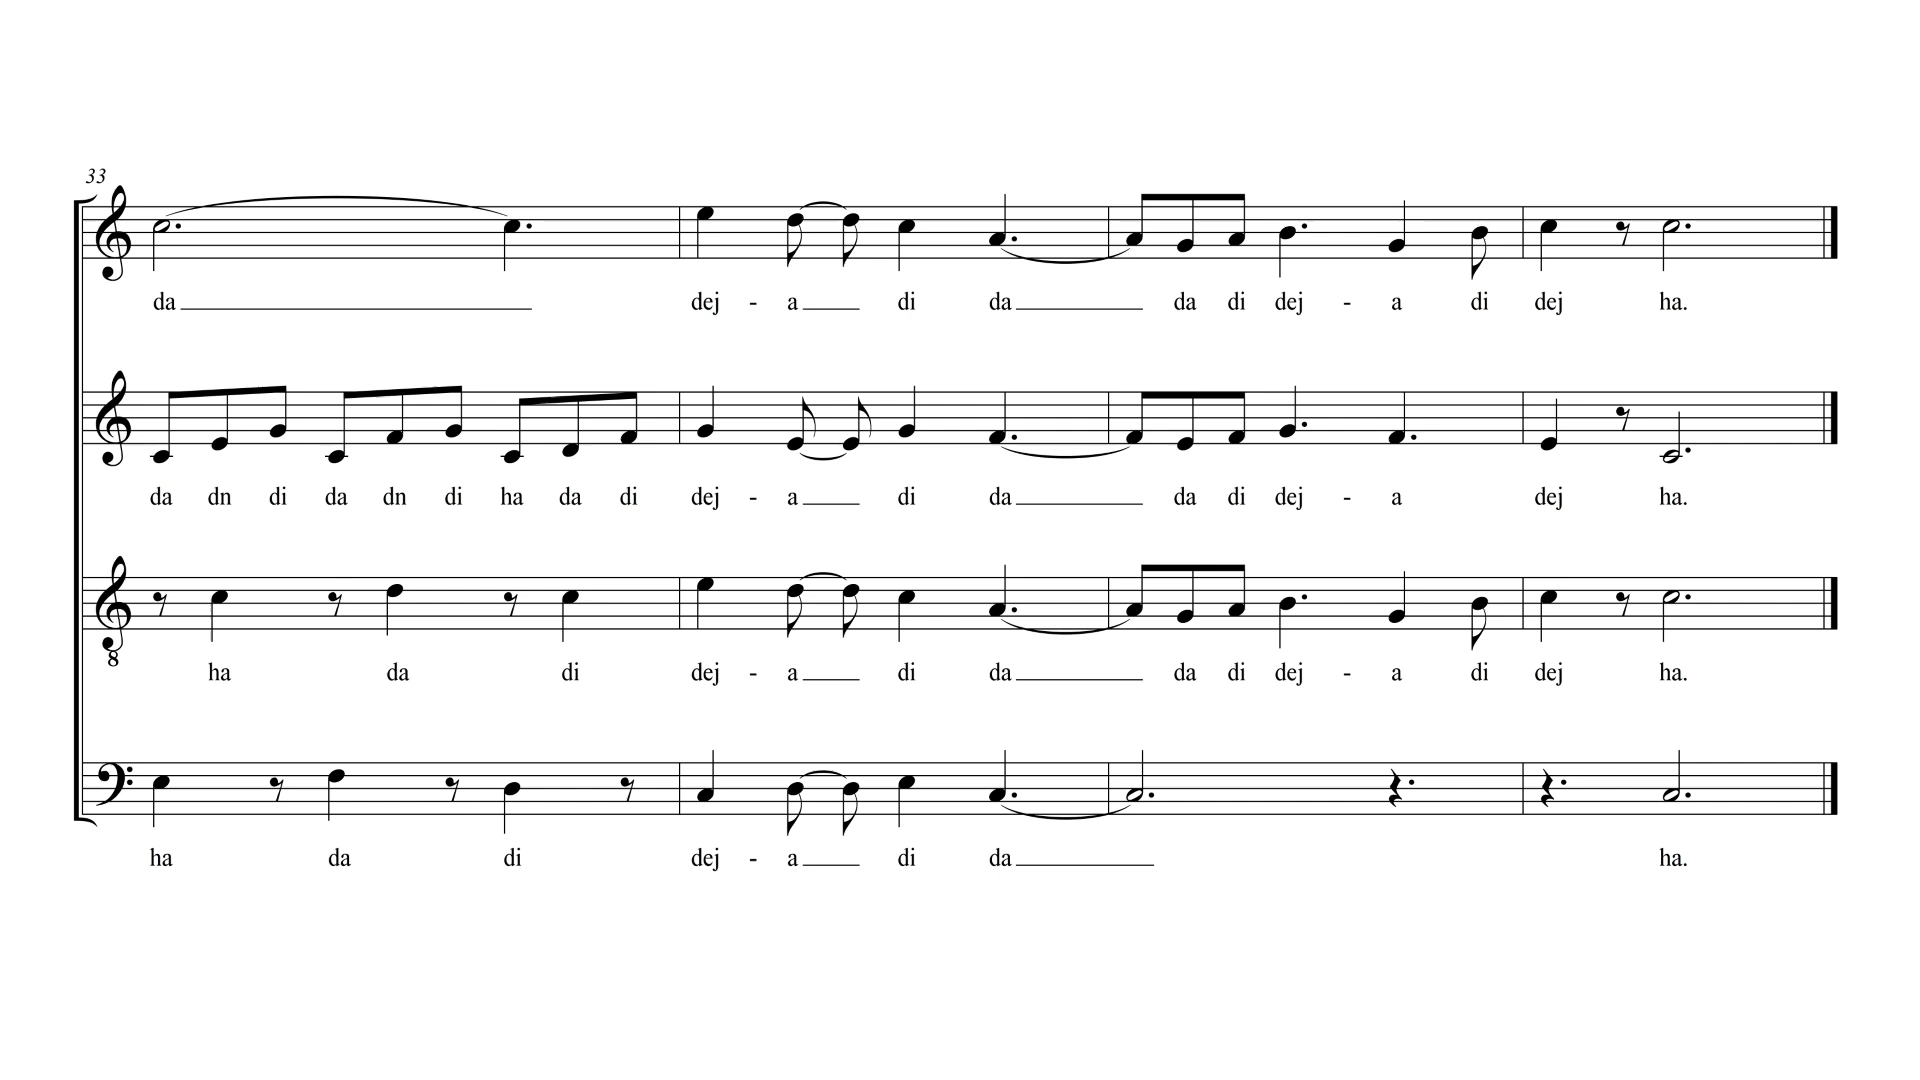 33
da dej - a di da da di dej - a di dej ha.
da dn di da dn di ha da di dej - a di da da di dej - a dej ha.
8
ha da di dej - a di da da di dej - a di dej ha.
ha da di dej - a di da ha.